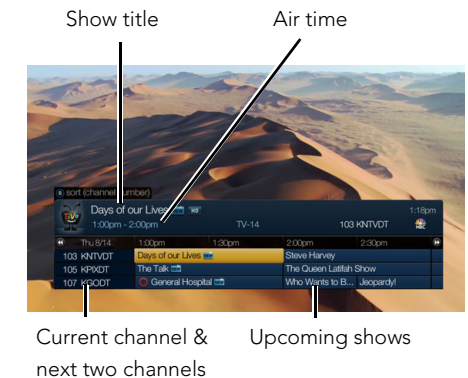 Show title
Air time
B sort (channel number)
TiVo
Days of our Lives HD
1:18pm
1:00pm - 2:00pm TV-14 103 KNTVDT
Thu 8/14 1:00pm 1:30pm 2:00pm 2:30pm
103 KNTVDT Days of our Lives Steve Harvey
105 KPIXDT The Talk The Queen Latifah Show
107 KGODT General Hospital Who Wants to B... Jeopardy!
Current channel &
next two channels
Upcoming shows